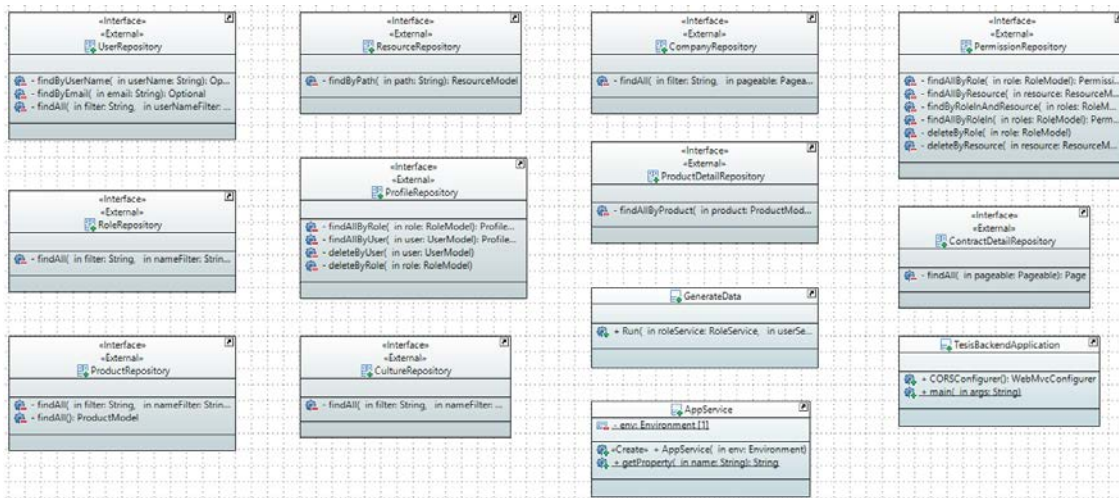 «Interface»
«External»
UserRepository
- findByUserName( in userName: String): Op...
- findByEmail( in email: String): Optional
- findAll( in filter: String, in userNameFilter: ...
«Interface»
«External»
ResourceRepository
- findByPath( in path: String): ResourceModel
«Interface»
«External»
CompanyRepository
- findAll( in filter: String, in pageable: Pagea...
«Interface»
«External»
PermissionRepository
- findAllByRole( in role: RoleModel): Permissi...
- findAllByResource( in resource: ResourceM...
- findByRoleInAndResource( in roles: RoleM...
- findAllByRoleIn( in roles: RoleModel): Perm...
- deleteByRole( in role: RoleModel)
- deleteByResource( in resource: ResourceM...
«Interface»
«External»
RoleRepository
- findAll( in filter: String, in nameFilter: Strin...
«Interface»
«External»
ProfileRepository
- findAllByRole( in role: RoleModel): Profile...
- findAllByUser( in user: UserModel): Profile...
- deleteByUser( in user: UserModel)
- deleteByRole( in role: RoleModel)
«Interface»
«External»
ProductDetailRepository
- findAllByProduct( in product: ProductMod...
«Interface»
«External»
ContractDetailRepository
- findAll( in pageable: Pageable): Page
GenerateData
+ Run( in roleService: RoleService, in userSe...
«Interface»
«External»
ProductRepository
- findAll( in filter: String, in nameFilter: Strin...
- findAll(): ProductModel
«Interface»
«External»
CultureRepository
- findAll( in filter: String, in nameFilter: ...
AppService
- env: Environment [1]
«Create» + AppService( in env: Environment)
+ getProperty( in name: String): String
TesisBackendApplication
+ CORSConfigurer(): WebMvcConfigurer
+ main( in args: String)